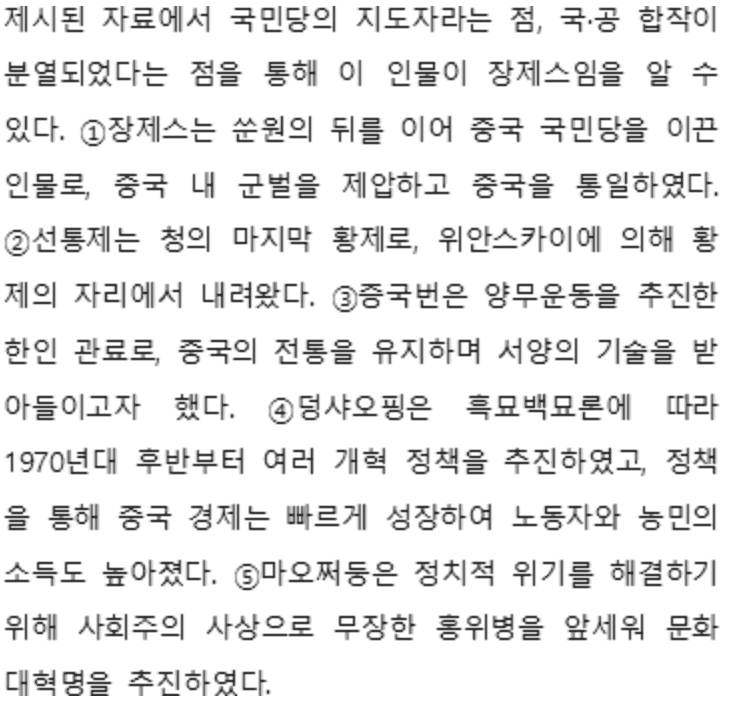 제시된 자료에서 국민당의 지도자라는 점, 국·공 합작이
분열되었다는 점을 통해 이 인물이 장제스임을 알 수
있다. ①장제스는 쑨원의 뒤를 이어 중국 국민당을 이끈
인물로, 중국 내 군벌을 제압하고 중국을 통일하였다.
②선통제는 청의 마지막 황제로, 위안스카이에 의해 황
제의 자리에서 내려왔다. ③증국번은 양무운동을 추진한
한인 관료로, 중국의 전통을 유지하며 서양의 기술을 받
아들이고자 했다. ④덩샤오핑은 흑묘백묘론에 따라
1970년대 후반부터 여러 개혁 정책을 추진하였고, 정책
을 통해 중국 경제는 빠르게 성장하여 노동자와 농민의
소득도 높아졌다. ⑤마오쩌둥은 정치적 위기를 해결하기
위해 사회주의 사상으로 무장한 홍위병을 앞세워 문화
대혁명을 추진하였다.